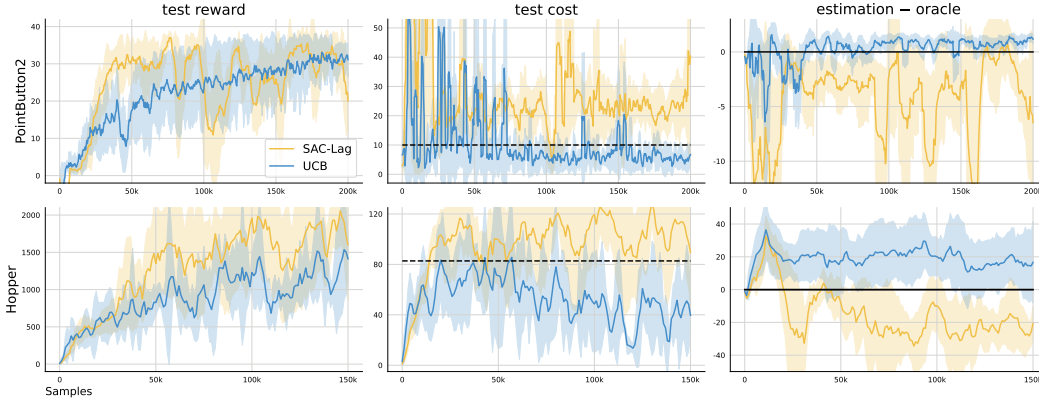 test reward
test cost
estimation − oracle
PointButton2
40
30
20
10
0
SAC-Lag
UCB
0
50k
100k
150k
200k
50
40
30
20
10
0
0
50k
100k
150k
200k
0
-5
-10
0
50k
100k
150k
200k
Hopper
2000
1500
1000
500
0
0
50k
100k
150k
Samples
120
80
40
0
0
50k
100k
150k
40
20
0
-20
-40
0
50k
100k
150k